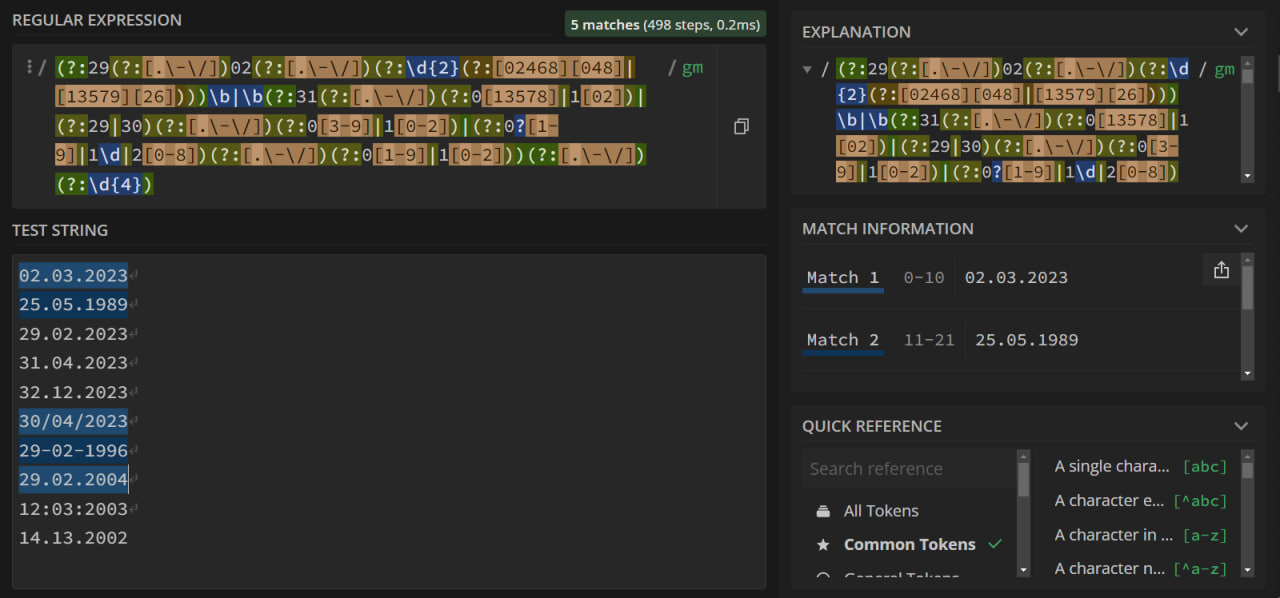 REGULAR EXPRESSION
5 matches (498 steps, 0.2ms)
/ (?:29(?:[.\-\/])02(?:[.\-\/])(?:\d{2}(?:[02468][048]| / gm
[13579][26])))\b|\b(?:31(?:[.\-\/])(?:0[13578]|1[02])|
(?:29|30)(?:[.\-\/])(?:0[3-9]|1[0-2])|(?:0?[1-
9]|1\d|2[0-8])(?:[.\-\/])(?:0[1-9]|1[0-2]))(?:[.\-\/])
(?:\d{4})
TEST STRING
02.03.2023
25.05.1989
29.02.2023
31.04.2023
32.12.2023
30/04/2023
29-02-1996
29.02.2004
12:03:2003
14.13.2002
EXPLANATION
/ (?:29(?:[.\-\/])02(?:[.\-\/])(?:\d / gm
{2}(?:[02468][048]|[13579][26])))
\b|\b(?:31(?:[.\-\/])(?:0[13578]|1
[02])|(?:29|30)(?:[.\-\/])(?:0[3-
9]|1[0-2])|(?:0?[1-9]|1\d|2[0-8])
MATCH INFORMATION
Match 1 0-10 02.03.2023
Match 2 11-21 25.05.1989
QUICK REFERENCE
Search reference
All Tokens
Common Tokens
General Tokens
A single chara... [abc]
A character e... [^abc]
A character in ... [a-z]
A character n... [^a-z]